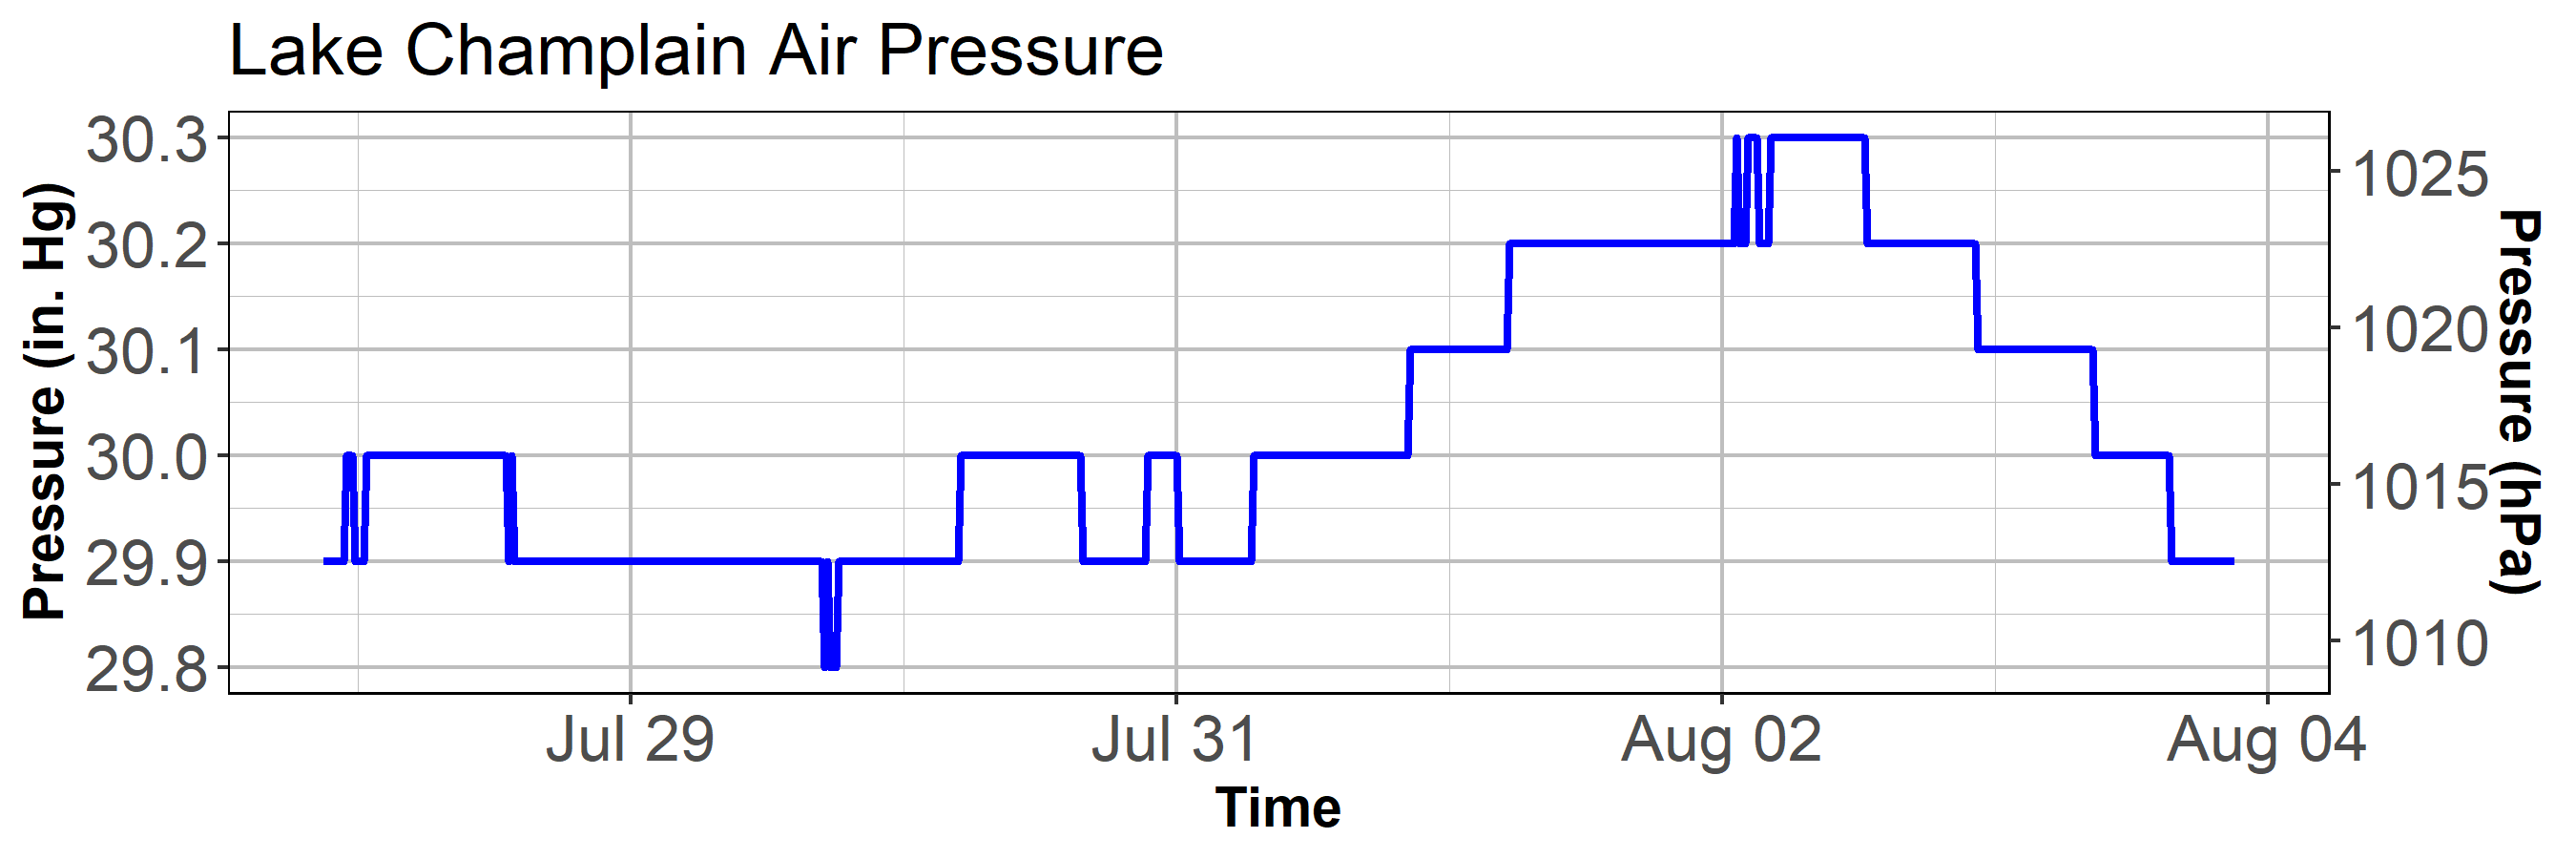 Lake Champlain Air Pressure
Pressure (in. Hg)
30.3
30.2
30.1
30.0
29.9
29.8
1025
1020
1015
1010
Pressure (hPa)
Jul 29 Jul 31 Aug 02 Aug 04
Time